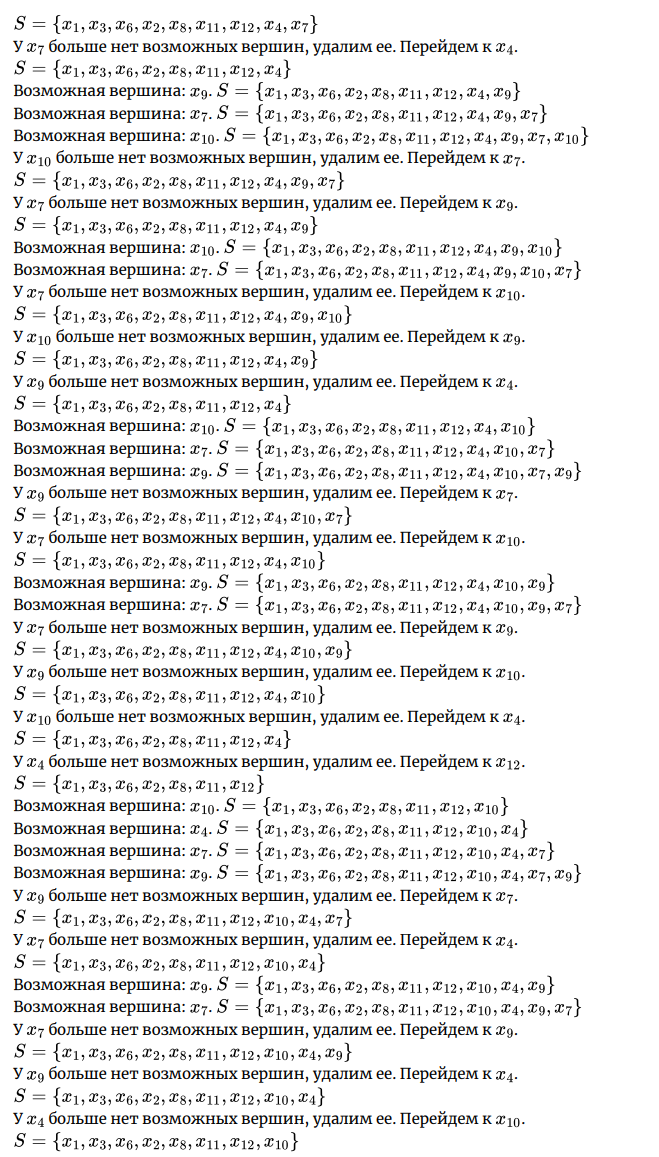 S = {x₁, x₃, x₆, x₂, x₈, x₁₁, x₁₂, x₄, x₇}
У x₇ больше нет возможных вершин, удалим ее. Перейдем к x₄.
S = {x₁, x₃, x₆, x₂, x₈, x₁₁, x₁₂, x₄}
Возможная вершина: x₉. S = {x₁, x₃, x₆, x₂, x₈, x₁₁, x₁₂, x₄, x₉}
Возможная вершина: x₇. S = {x₁, x₃, x₆, x₂, x₈, x₁₁, x₁₂, x₄, x₉, x₇}
Возможная вершина: x₁₀. S = {x₁, x₃, x₆, x₂, x₈, x₁₁, x₁₂, x₄, x₉, x₇, x₁₀}
У x₁₀ больше нет возможных вершин, удалим ее. Перейдем к x₇.
S = {x₁, x₃, x₆, x₂, x₈, x₁₁, x₁₂, x₄, x₉, x₇}
У x₇ больше нет возможных вершин, удалим ее. Перейдем к x₉.
S = {x₁, x₃, x₆, x₂, x₈, x₁₁, x₁₂, x₄, x₉}
Возможная вершина: x₁₀. S = {x₁, x₃, x₆, x₂, x₈, x₁₁, x₁₂, x₄, x₉, x₁₀}
Возможная вершина: x₇. S = {x₁, x₃, x₆, x₂, x₈, x₁₁, x₁₂, x₄, x₉, x₁₀, x₇}
У x₇ больше нет возможных вершин, удалим ее. Перейдем к x₁₀.
S = {x₁, x₃, x₆, x₂, x₈, x₁₁, x₁₂, x₄, x₉, x₁₀}
У x₁₀ больше нет возможных вершин, удалим ее. Перейдем к x₉.
S = {x₁, x₃, x₆, x₂, x₈, x₁₁, x₁₂, x₄, x₉}
У x₉ больше нет возможных вершин, удалим ее. Перейдем к x₄.
S = {x₁, x₃, x₆, x₂, x₈, x₁₁, x₁₂, x₄}
Возможная вершина: x₁₀. S = {x₁, x₃, x₆, x₂, x₈, x₁₁, x₁₂, x₄, x₁₀}
Возможная вершина: x₇. S = {x₁, x₃, x₆, x₂, x₈, x₁₁, x₁₂, x₄, x₁₀, x₇}
Возможная вершина: x₉. S = {x₁, x₃, x₆, x₂, x₈, x₁₁, x₁₂, x₄, x₁₀, x₇, x₉}
У x₉ больше нет возможных вершин, удалим ее. Перейдем к x₇.
S = {x₁, x₃, x₆, x₂, x₈, x₁₁, x₁₂, x₄, x₁₀, x₇}
У x₇ больше нет возможных вершин, удалим ее. Перейдем к x₁₀.
S = {x₁, x₃, x₆, x₂, x₈, x₁₁, x₁₂, x₄, x₁₀}
Возможная вершина: x₉. S = {x₁, x₃, x₆, x₂, x₈, x₁₁, x₁₂, x₄, x₁₀, x₉}
Возможная вершина: x₇. S = {x₁, x₃, x₆, x₂, x₈, x₁₁, x₁₂, x₄, x₁₀, x₉, x₇}
У x₇ больше нет возможных вершин, удалим ее. Перейдем к x₉.
S = {x₁, x₃, x₆, x₂, x₈, x₁₁, x₁₂, x₄, x₁₀, x₉}
У x₉ больше нет возможных вершин, удалим ее. Перейдем к x₁₀.
S = {x₁, x₃, x₆, x₂, x₈, x₁₁, x₁₂, x₄, x₁₀}
У x₁₀ больше нет возможных вершин, удалим ее. Перейдем к x₄.
S = {x₁, x₃, x₆, x₂, x₈, x₁₁, x₁₂, x₄}
У x₄ больше нет возможных вершин, удалим ее. Перейдем к x₁₂.
S = {x₁, x₃, x₆, x₂, x₈, x₁₁, x₁₂}
Возможная вершина: x₁₀. S = {x₁, x₃, x₆, x₂, x₈, x₁₁, x₁₂, x₁₀}
Возможная вершина: x₄. S = {x₁, x₃, x₆, x₂, x₈, x₁₁, x₁₂, x₁₀, x₄}
Возможная вершина: x₇. S = {x₁, x₃, x₆, x₂, x₈, x₁₁, x₁₂, x₁₀, x₄, x₇}
Возможная вершина: x₉. S = {x₁, x₃, x₆, x₂, x₈, x₁₁, x₁₂, x₁₀, x₄, x₇, x₉}
У x₉ больше нет возможных вершин, удалим ее. Перейдем к x₇.
S = {x₁, x₃, x₆, x₂, x₈, x₁₁, x₁₂, x₁₀, x₄, x₇}
У x₇ больше нет возможных вершин, удалим ее. Перейдем к x₄.
S = {x₁, x₃, x₆, x₂, x₈, x₁₁, x₁₂, x₁₀, x₄}
Возможная вершина: x₉. S = {x₁, x₃, x₆, x₂, x₈, x₁₁, x₁₂, x₁₀, x₄, x₉}
Возможная вершина: x₇. S = {x₁, x₃, x₆, x₂, x₈, x₁₁, x₁₂, x₁₀, x₄, x₉, x₇}
У x₇ больше нет возможных вершин, удалим ее. Перейдем к x₉.
S = {x₁, x₃, x₆, x₂, x₈, x₁₁, x₁₂, x₁₀, x₄, x₉}
У x₉ больше нет возможных вершин, удалим ее. Перейдем к x₄.
S = {x₁, x₃, x₆, x₂, x₈, x₁₁, x₁₂, x₁₀, x₄}
У x₄ больше нет возможных вершин, удалим ее. Перейдем к x₁₀.
S = {x₁, x₃, x₆, x₂, x₈, x₁₁, x₁₂, x₁₀}